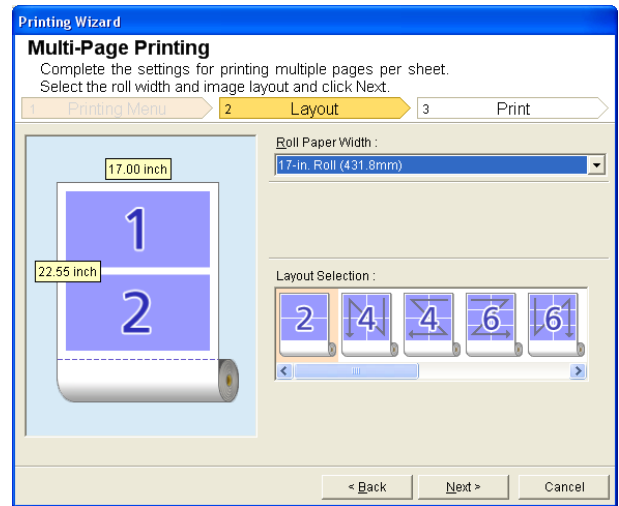 Printing Wizard
Multi-Page Printing
Complete the settings for printing multiple pages per sheet.
Select the roll width and image layout and click Next.
1 Printing Menu 2 Layout 3 Print
Roll Paper Width :
17-in. Roll (431.8mm)
17.00 inch
1
22.55 inch
2
Layout Selection :
2 4 4 6 6
< Back Next > Cancel